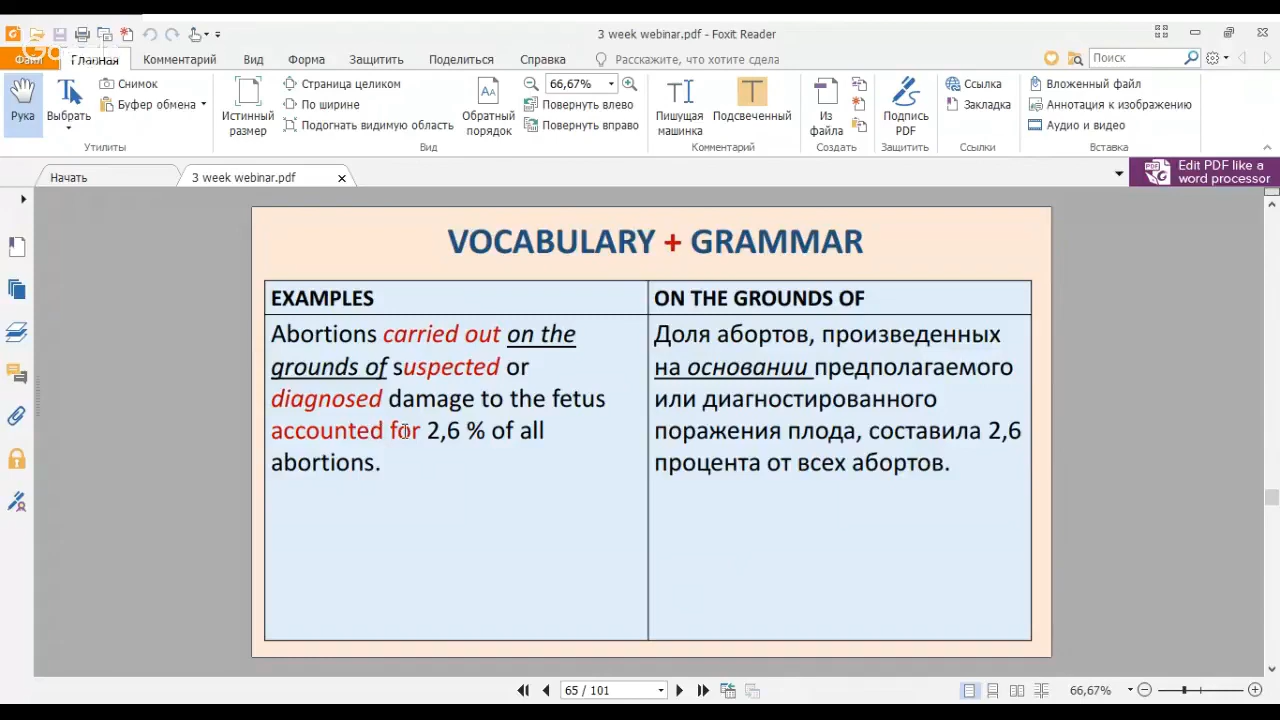 3 week webinar.pdf - Foxit Reader
Файл Главная Комментарий Вид Форма Защитить Поделиться Справка Расскажите, что хотите сделать Поиск
Рука
Выбрать
Снимок
Буфер обмена
Утилиты
Истинный размер
Страница целиком
По ширине
Подогнать видимую область
Обратный порядок
66,67%
Повернуть влево
Повернуть вправо
Вид
Пишущая машинка
Подсвеченный
Комментарий
Из файла
Создать
Подпись PDF
Защитить
Ссылка
Закладка
Ссылки
Вложенный файл
Аннотация к изображению
Аудио и видео
Вставка
Начать
3 week webinar.pdf
Edit PDF like a
word processor
VOCABULARY + GRAMMAR
EXAMPLES
Abortions carried out on the
grounds of suspected or
diagnosed damage to the fetus
accounted for 2,6 % of all
abortions.
ON THE GROUNDS OF
Доля абортов, произведенных
на основании предполагаемого
или диагностированного
поражения плода, составила 2,6
процента от всех абортов.
65 / 101
66,67%